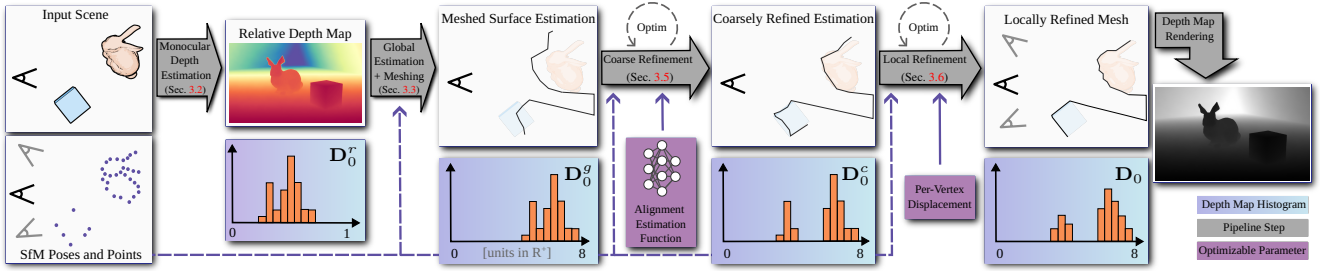 Input Scene
SfM Poses and Points
Monocular
Depth
Estimation
(Sec. 3.2)
Relative Depth Map
D₀ʳ
0
1
Global
Estimation
+ Meshing
(Sec. 3.3)
Meshed Surface Estimation
D₀ᵍ
0
[units in R*]
8
Optim
Coarse Refinement
(Sec. 3.5)
Alignment
Estimation
Function
Coarsely Refined Estimation
D₀ᶜ
0
8
Optim
Local Refinement
(Sec. 3.6)
Per-Vertex
Displacement
Locally Refined Mesh
D₀
0
8
Depth Map
Rendering
Depth Map Histogram
Pipeline Step
Optimizable Parameter